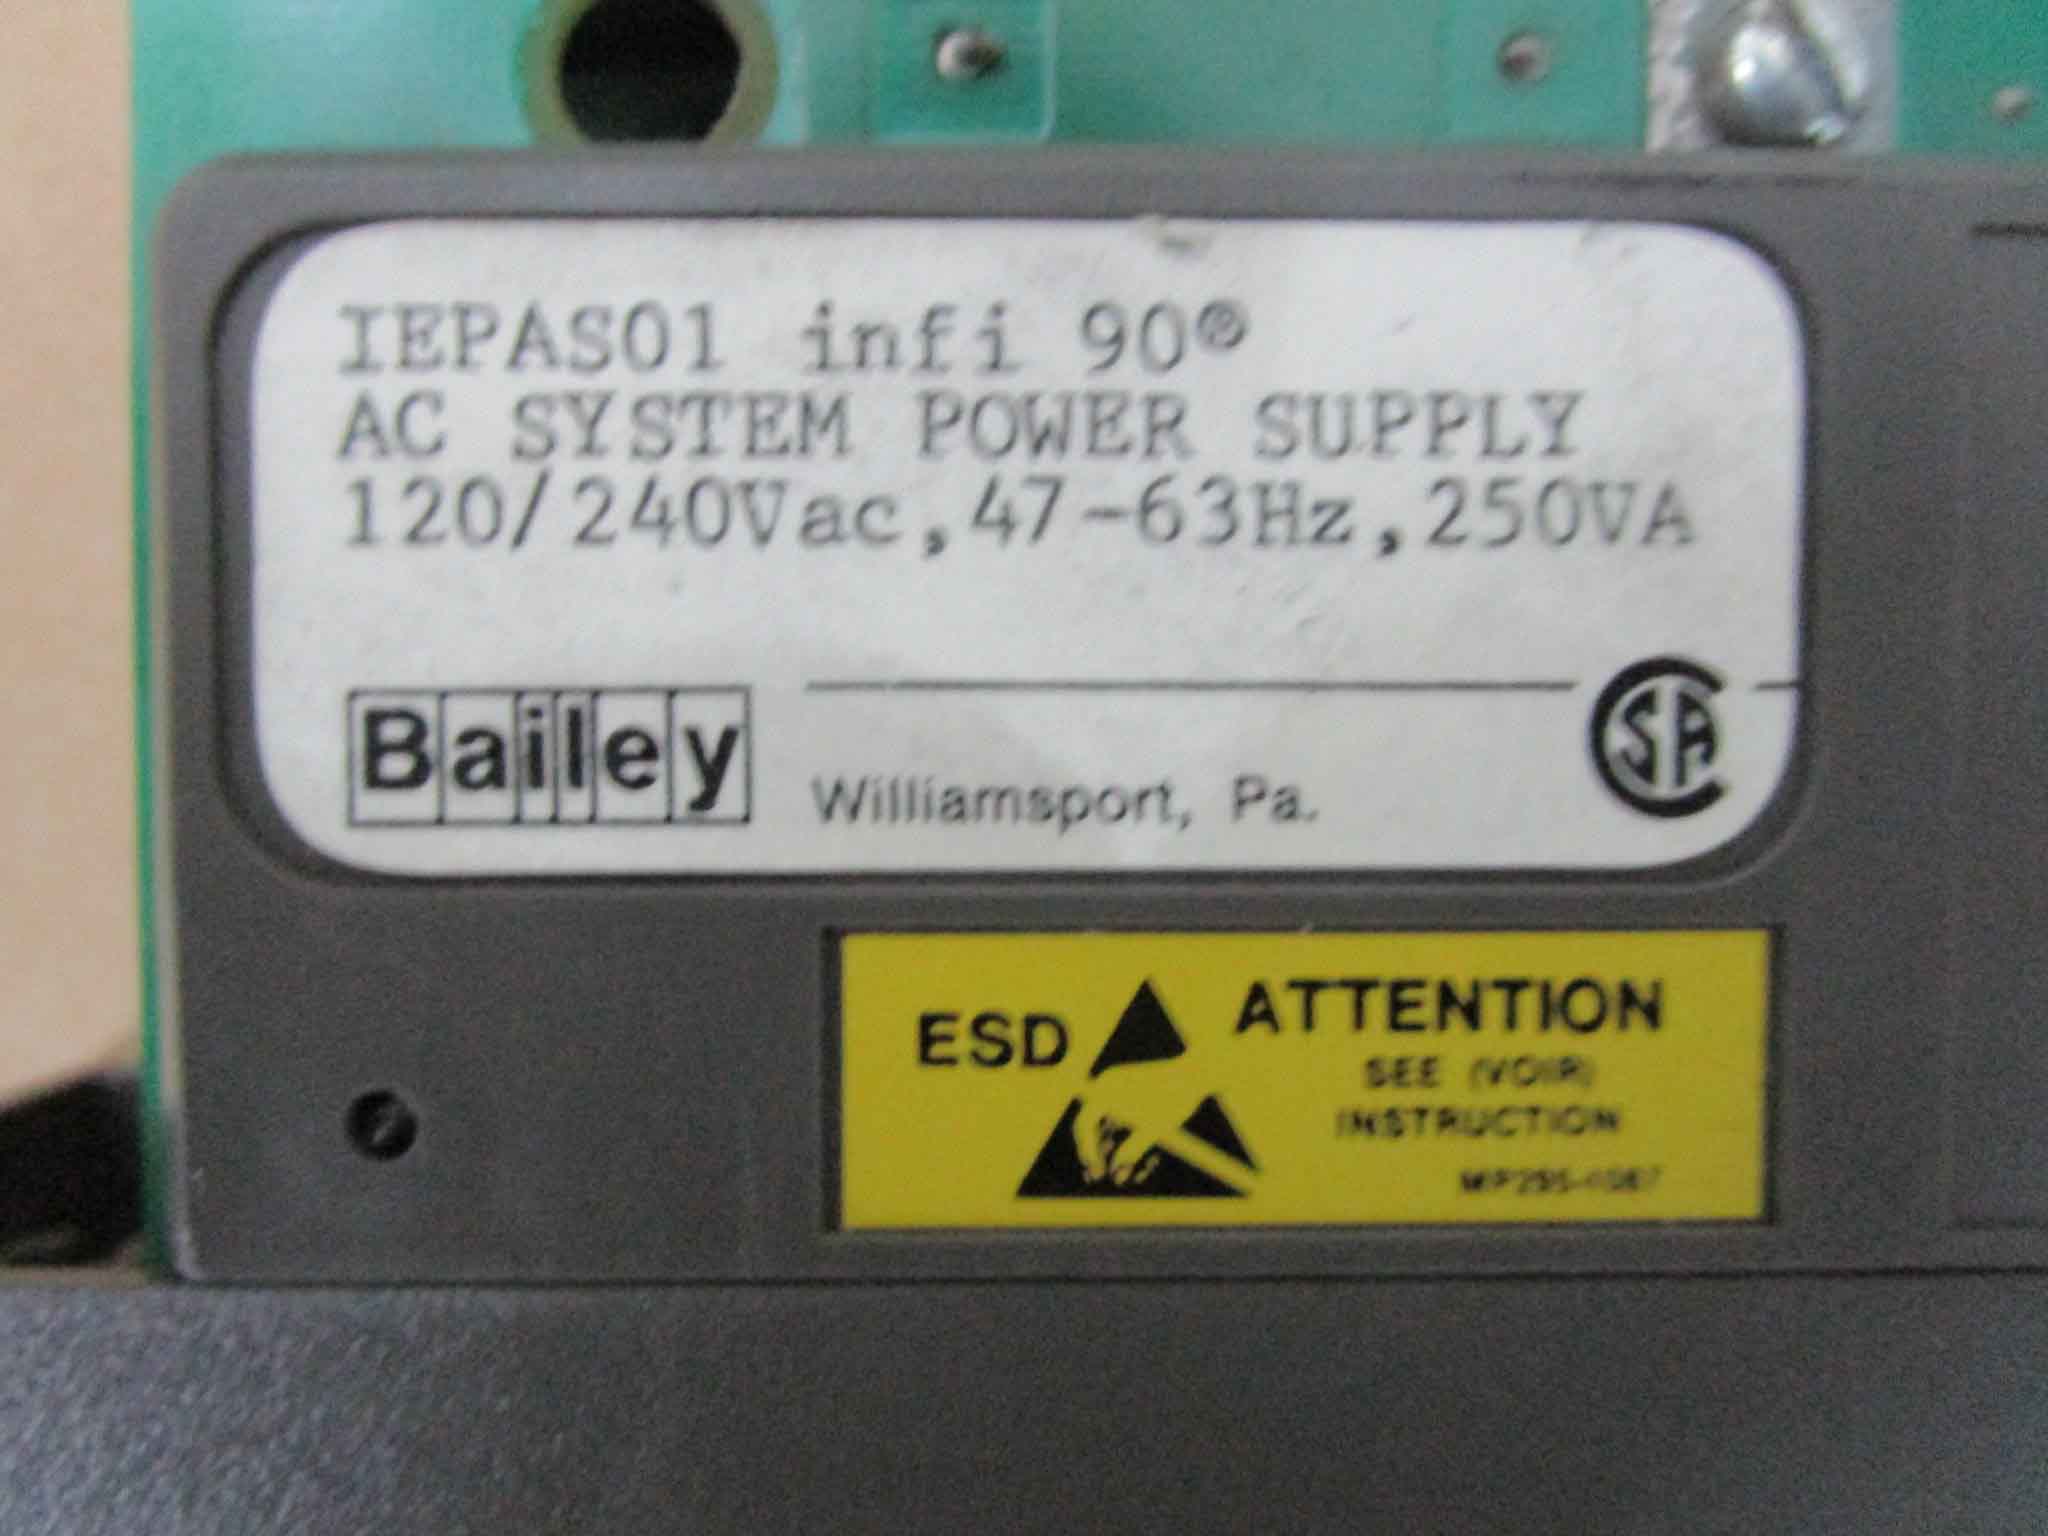 IEPAS01 infi 90®
AC SYSTEM POWER SUPPLY
120/240Vac,47-63Hz,250VA
Bailey
Williamsport, Pa.
CSA
ESD
ATTENTION
SEE (VOIR)
INSTRUCTION